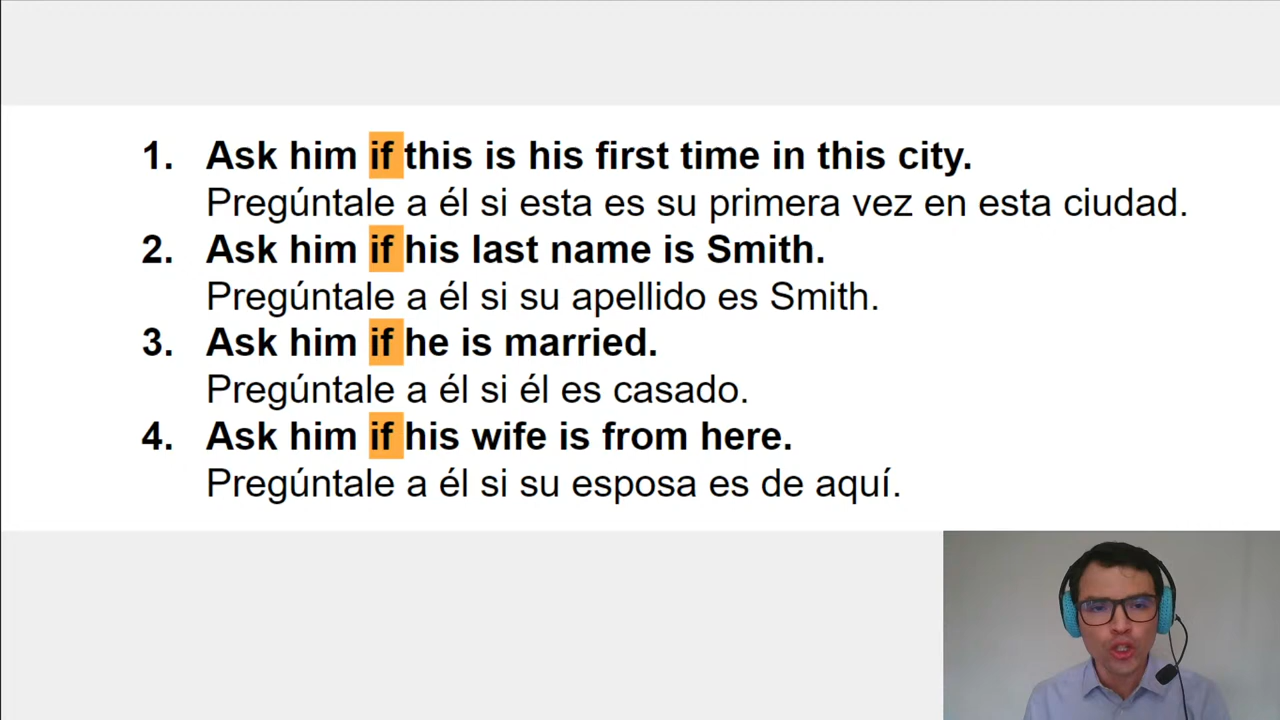 1. Ask him if this is his first time in this city.
Pregúntale a él si esta es su primera vez en esta ciudad.
2. Ask him if his last name is Smith.
Pregúntale a él si su apellido es Smith.
3. Ask him if he is married.
Pregúntale a él si él es casado.
4. Ask him if his wife is from here.
Pregúntale a él si su esposa es de aquí.